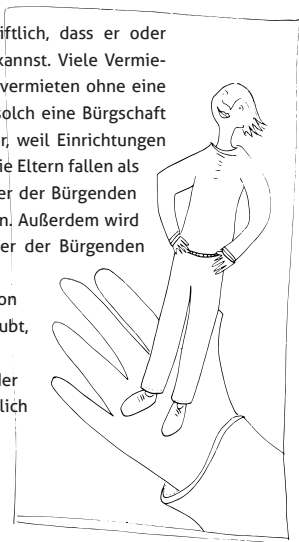 iftlich, dass er oder
kannst. Viele Vermie-
vermieten ohne eine
solch eine Bürgschaft
r, weil Einrichtungen
ie Eltern fallen als
er der Bürgenden
n. Außerdem wird
er der Bürgenden
on
ubt,
der
lich